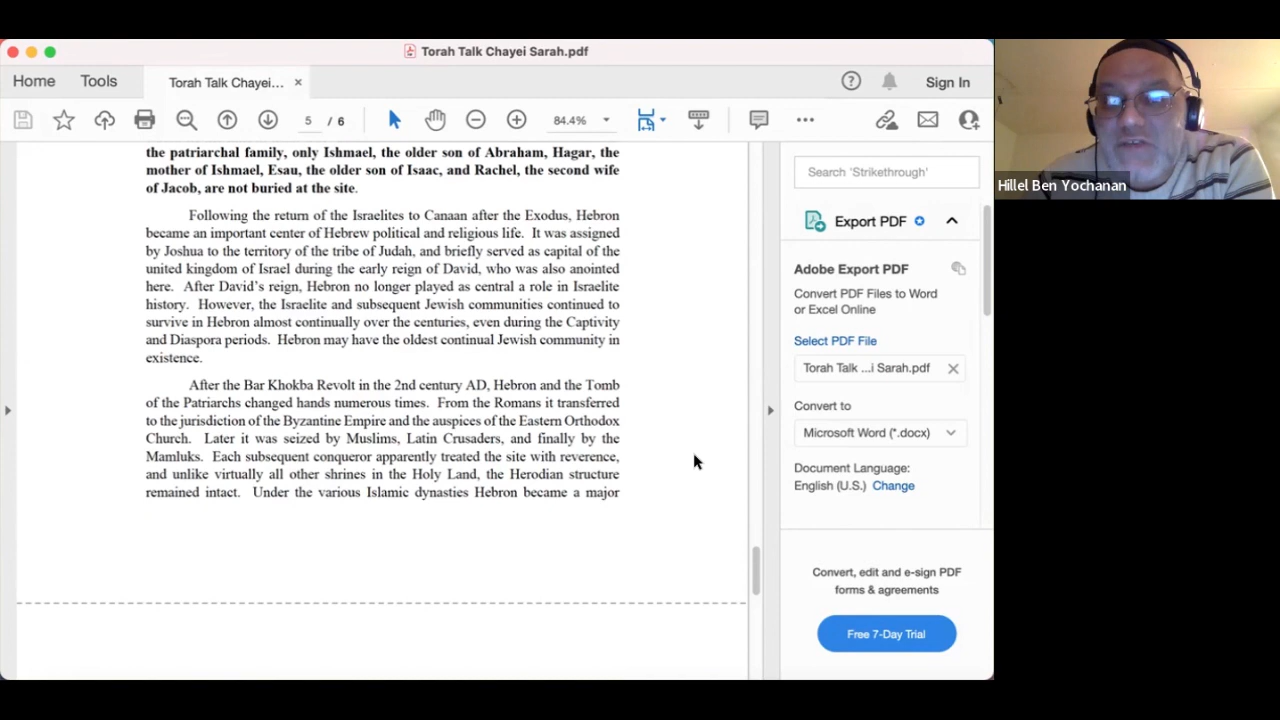 Torah Talk Chayei Sarah.pdf
Home
Tools
Torah Talk Chayei...
Sign In
5 / 6
84.4%
the patriarchal family, only Ishmael, the older son of Abraham, Hagar, the
mother of Ishmael, Esau, the older son of Isaac, and Rachel, the second wife
of Jacob, are not buried at the site.
Following the return of the Israelites to Canaan after the Exodus, Hebron
became an important center of Hebrew political and religious life. It was assigned
by Joshua to the territory of the tribe of Judah, and briefly served as capital of the
united kingdom of Israel during the early reign of David, who was also anointed
here. After David's reign, Hebron no longer played as central a role in Israelite
history. However, the Israelite and subsequent Jewish communities continued to
survive in Hebron almost continually over the centuries, even during the Captivity
and Diaspora periods. Hebron may have the oldest continual Jewish community in
existence.
After the Bar Khokba Revolt in the 2nd century AD, Hebron and the Tomb
of the Patriarchs changed hands numerous times. From the Romans it transferred
to the jurisdiction of the Byzantine Empire and the auspices of the Eastern Orthodox
Church. Later it was seized by Muslims, Latin Crusaders, and finally by the
Mamluks. Each subsequent conqueror apparently treated the site with reverence,
and unlike virtually all other shrines in the Holy Land, the Herodian structure
remained intact. Under the various Islamic dynasties Hebron became a major
Search 'Strikethrough'
Export PDF
Adobe Export PDF
Convert PDF Files to Word
or Excel Online
Select PDF File
Torah Talk ...i Sarah.pdf
Convert to
Microsoft Word (*.docx)
Document Language:
English (U.S.) Change
Convert, edit and e-sign PDF
forms & agreements
Free 7-Day Trial
Hillel Ben Yochanan